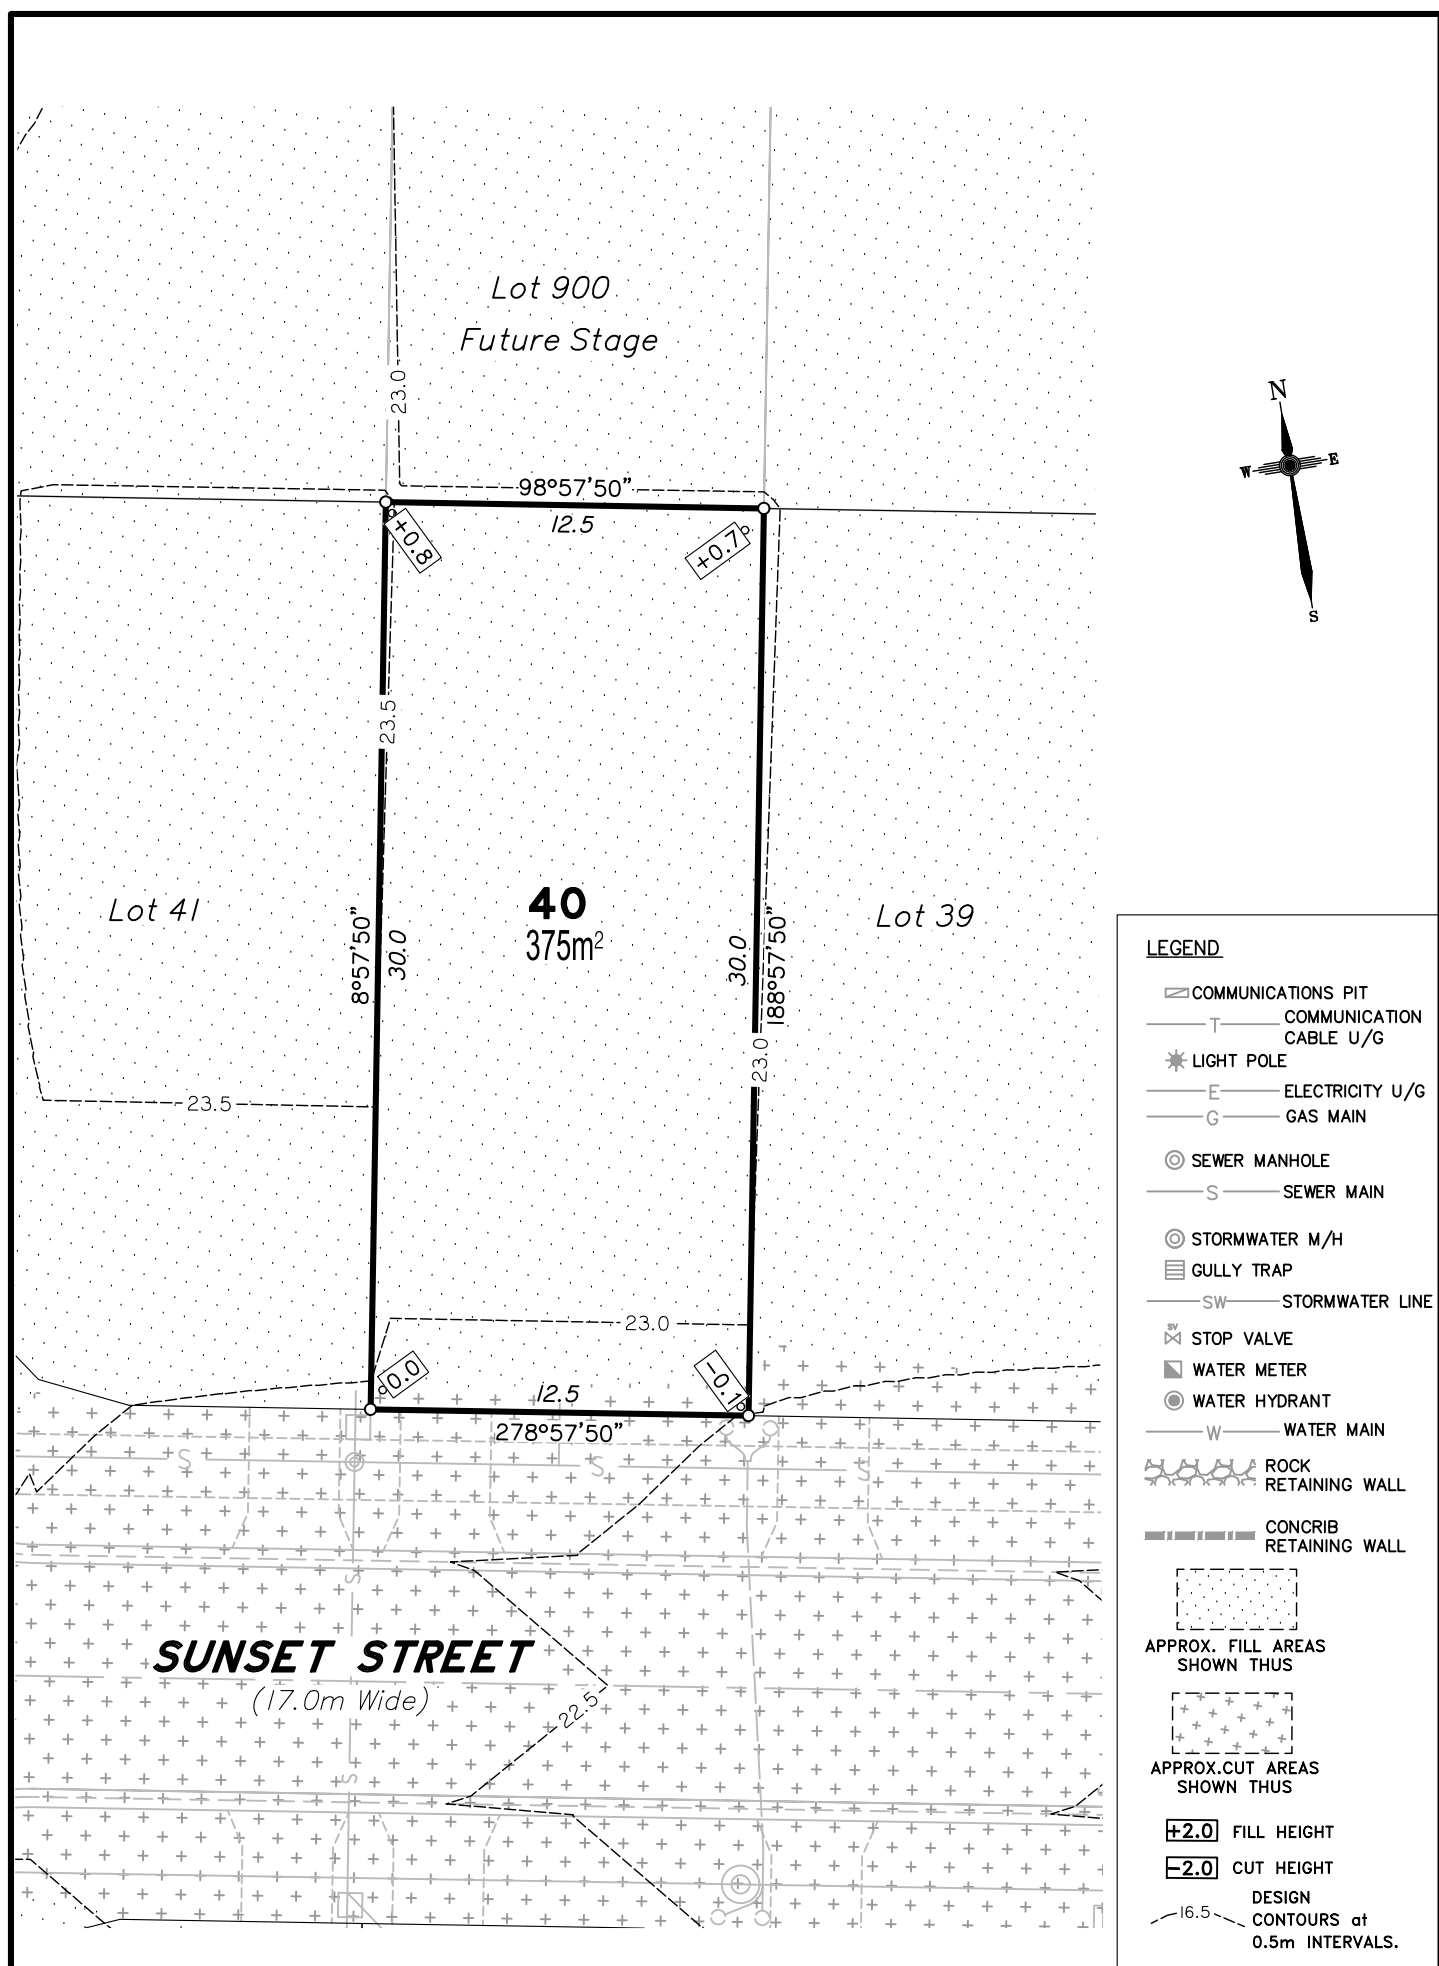 Lot 900
Future Stage
23.0
98°57'50"
12.5
+0.8
+0.7
23.5
Lot 41
40
375m²
Lot 39
8°57'50"
30.0
30.0
188°57'50"
23.0
23.5
23.0
0.0
-0.1
12.5
278°57'50"
S
S
S
S
SUNSET STREET
(17.0m Wide)
22.5
S
N
W
E
S
LEGEND
COMMUNICATIONS PIT
T COMMUNICATION
CABLE U/G
LIGHT POLE
E ELECTRICITY U/G
G GAS MAIN
SEWER MANHOLE
S SEWER MAIN
STORMWATER M/H
GULLY TRAP
SW STORMWATER LINE
SV
STOP VALVE
WATER METER
WATER HYDRANT
W WATER MAIN
ROCK
RETAINING WALL
CONCRIB
RETAINING WALL
APPROX. FILL AREAS
SHOWN THUS
APPROX.CUT AREAS
SHOWN THUS
+2.0 FILL HEIGHT
-2.0 CUT HEIGHT
DESIGN
16.5 CONTOURS at
0.5m INTERVALS.